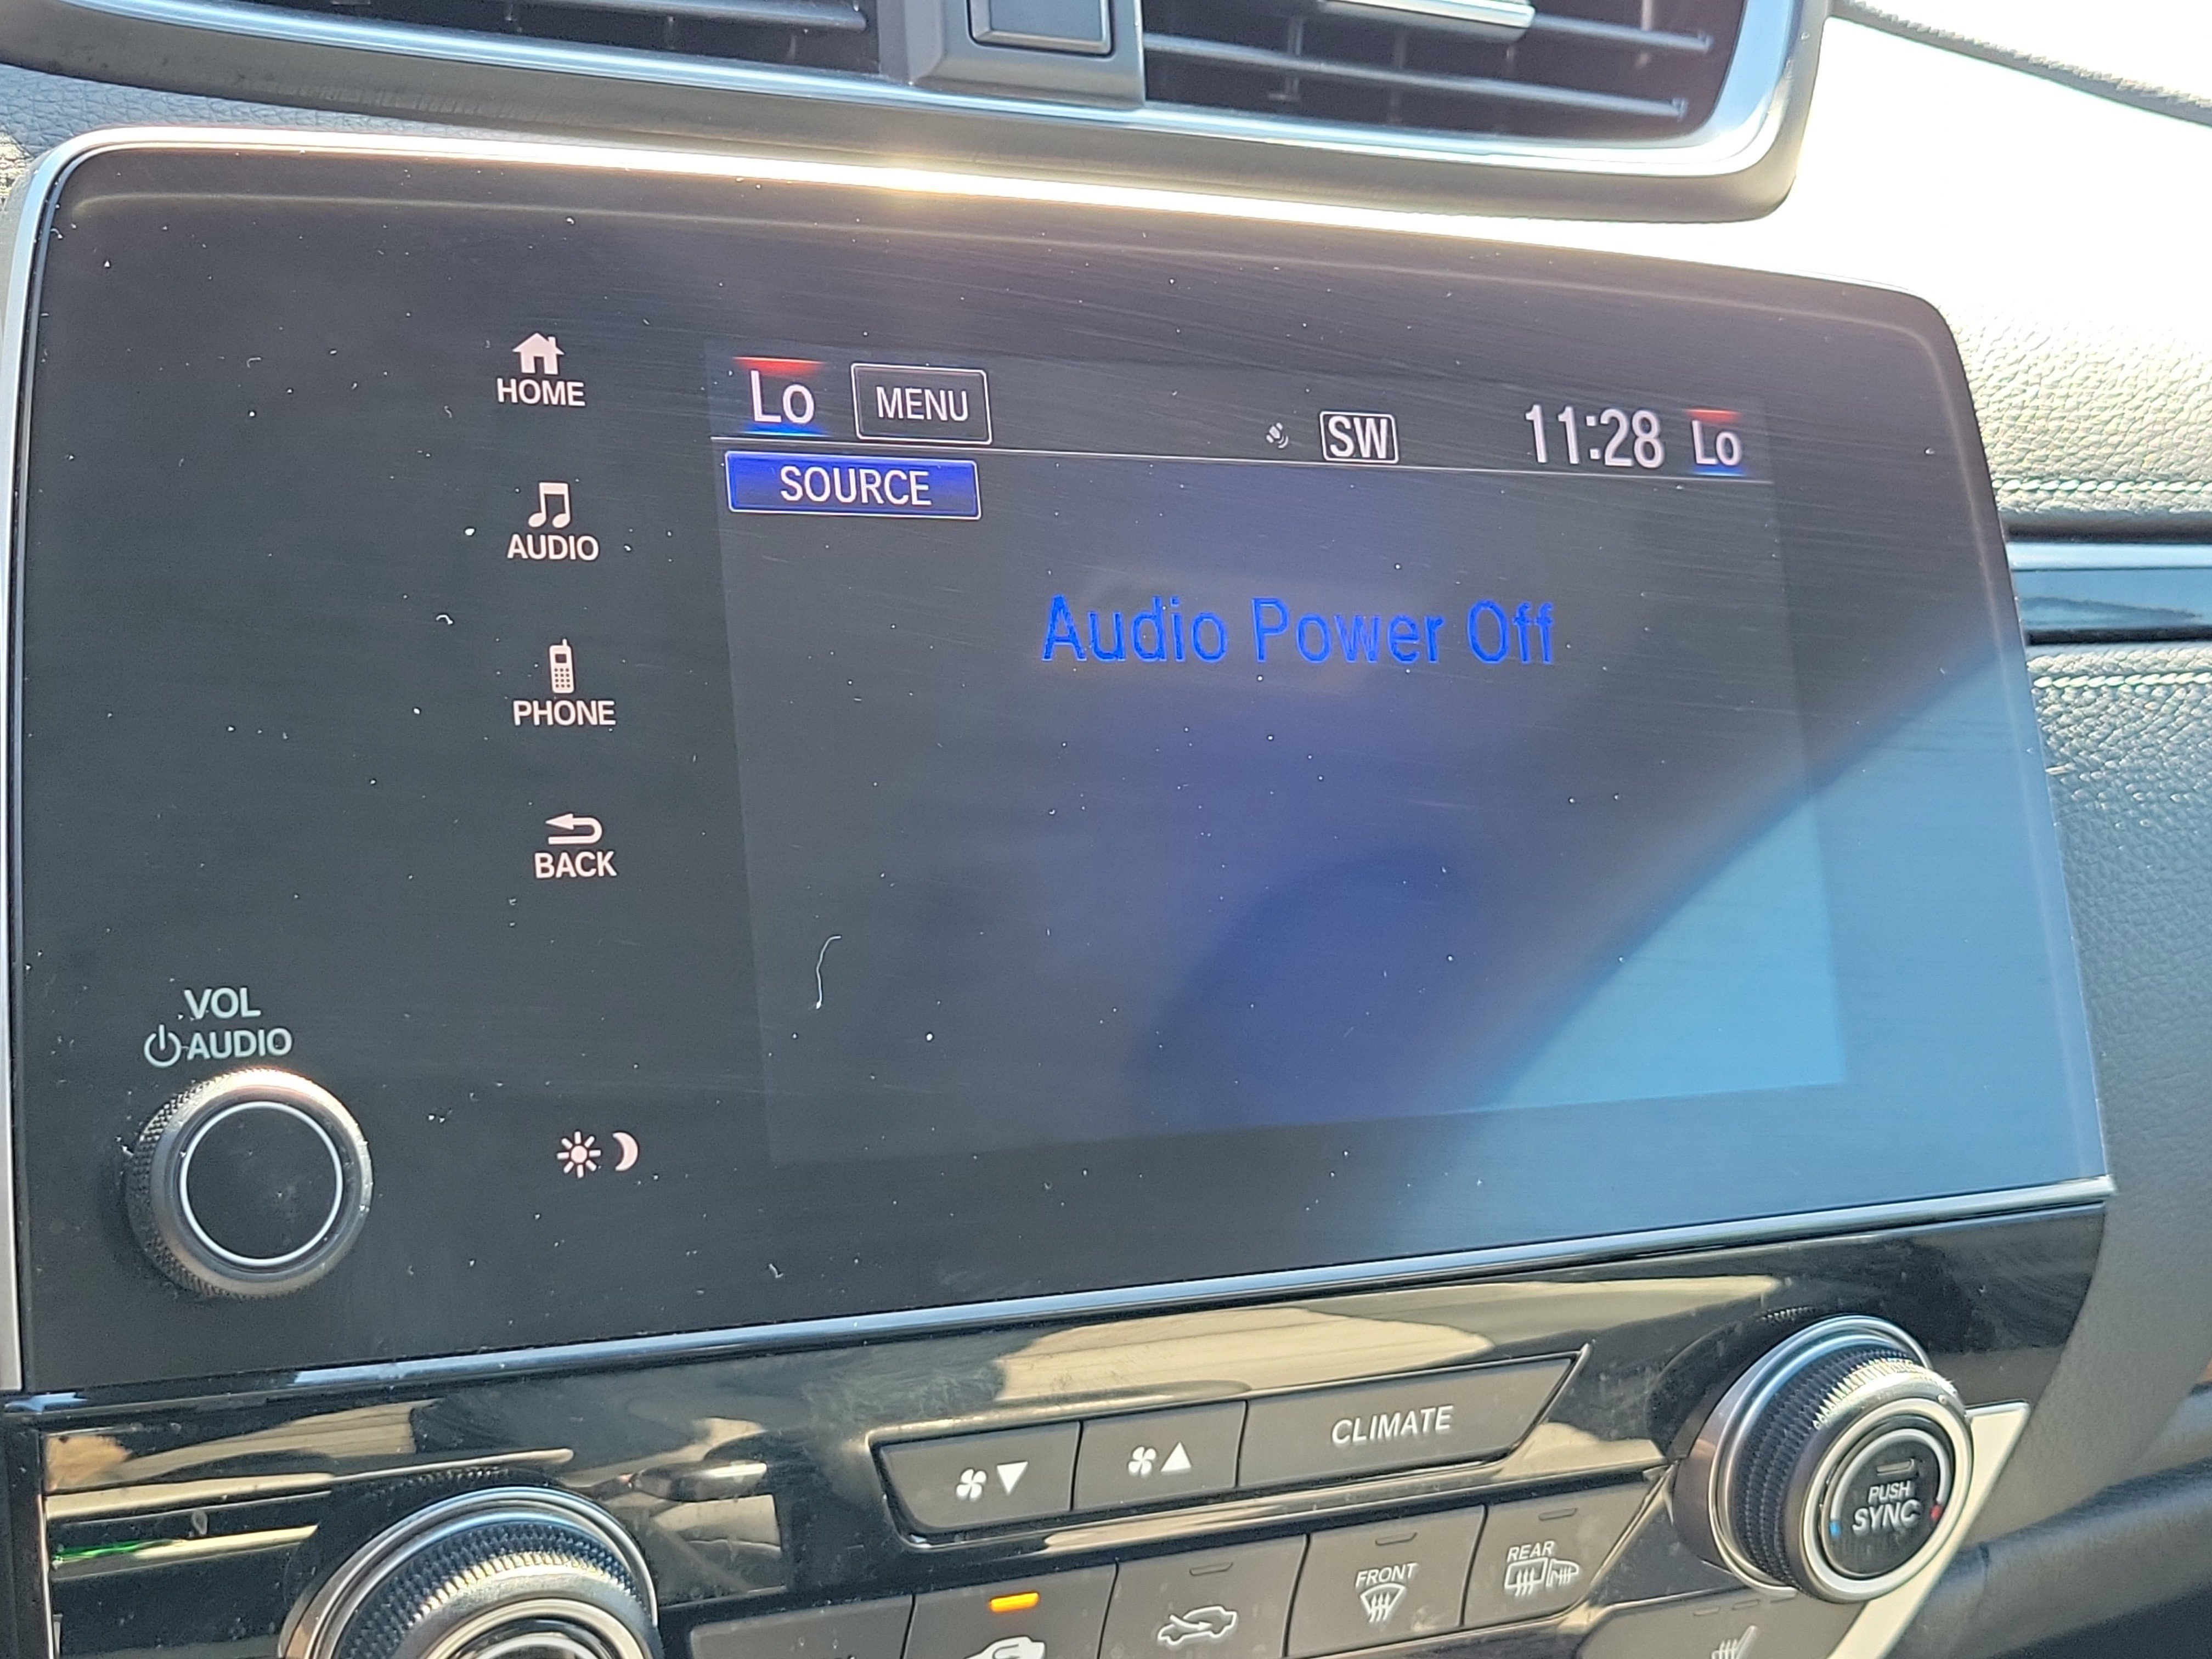 HOME
AUDIO
PHONE
BACK
VOL
AUDIO
Lo MENU SW 11:28 Lo
SOURCE
Audio Power Off
CLIMATE
PUSH
SYNC
FRONT
REAR